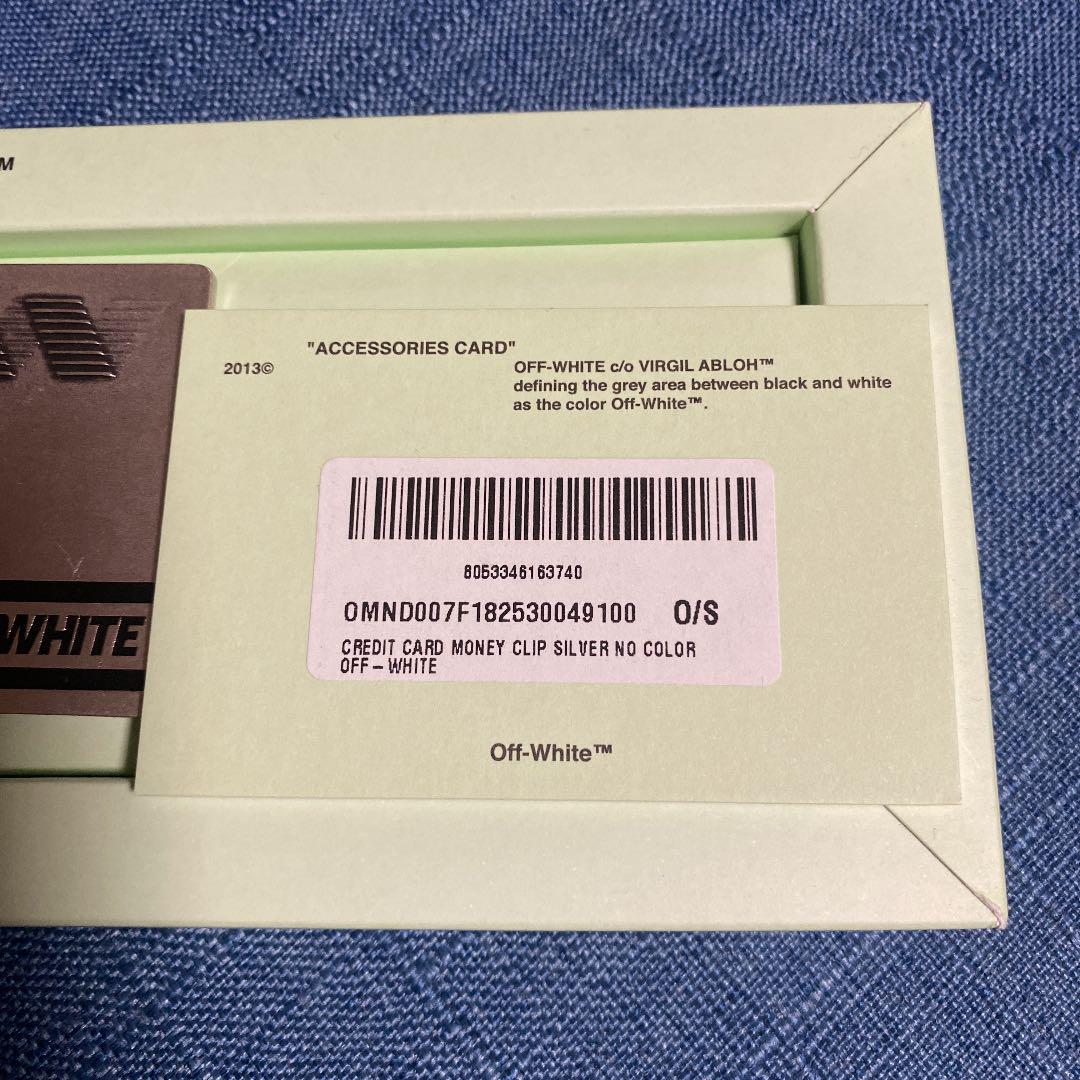 M
"ACCESSORIES CARD"
2013©
OFF-WHITE c/o VIRGIL ABLOH™
defining the grey area between black and white
as the color Off-White™.
8053346163740
OMND007F182530049100 O/S
CREDIT CARD MONEY CLIP SILVER NO COLOR
OFF-WHITE
WHITE
Off-White™